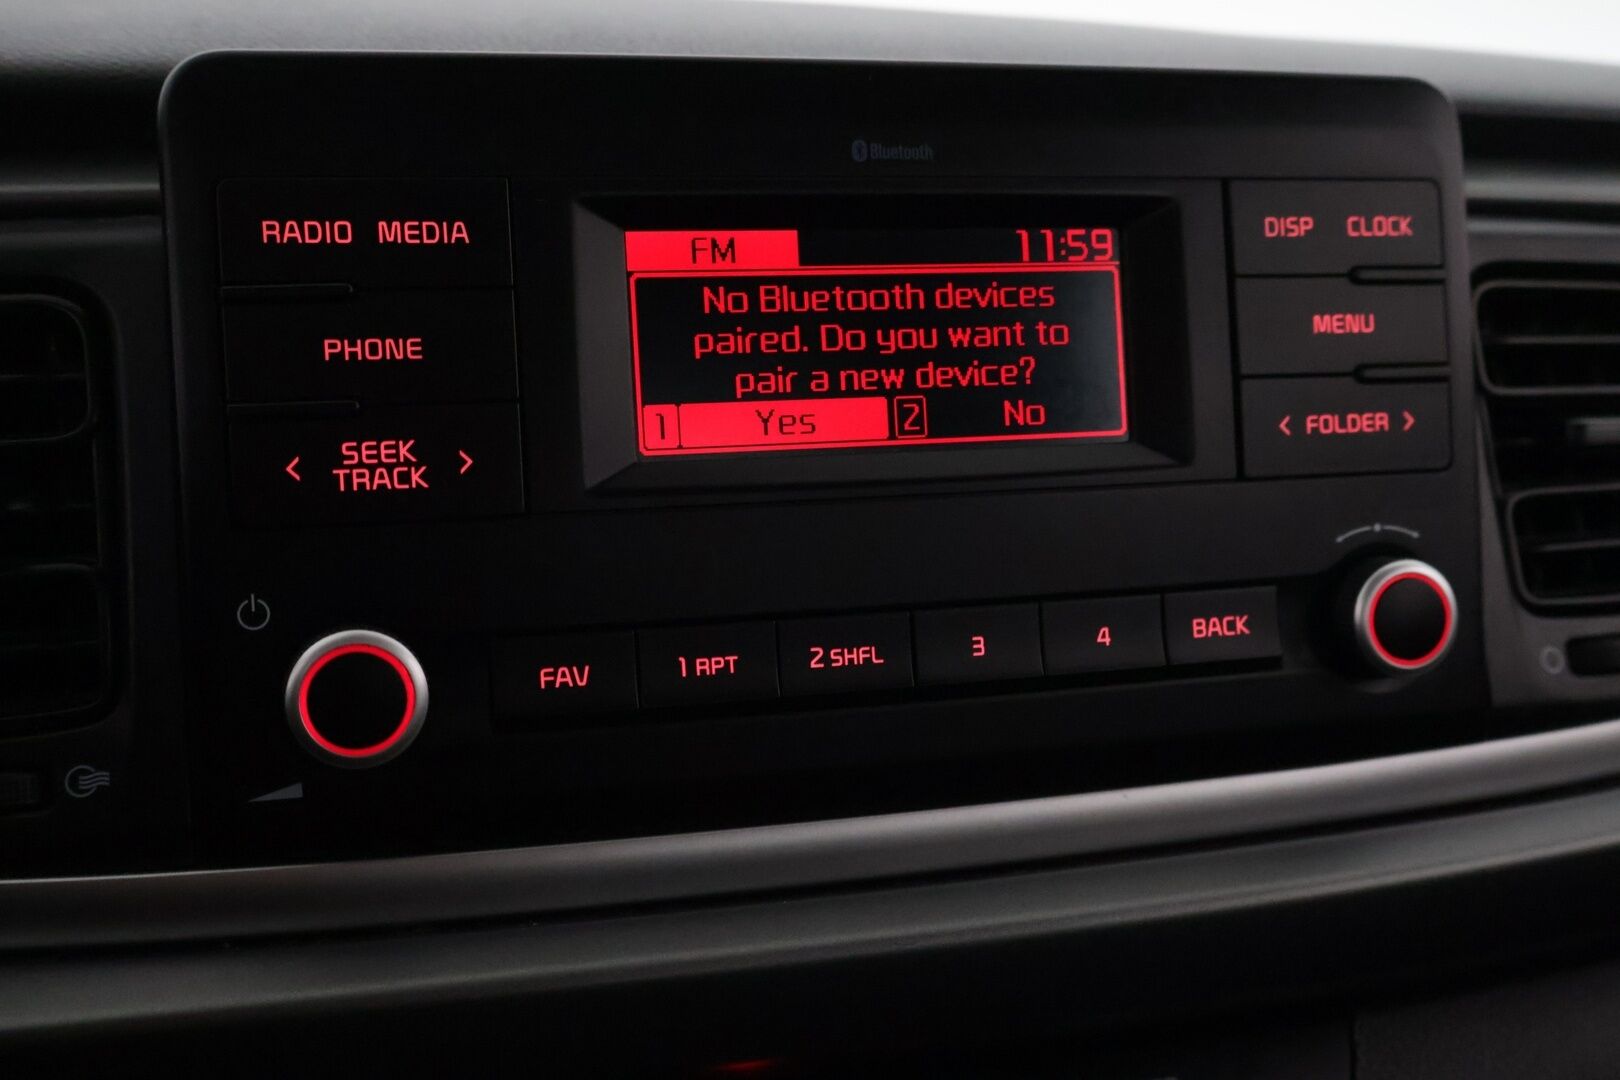 Bluetooth
RADIO MEDIA
PHONE
< SEEK TRACK >
FM 11:59
No Bluetooth devices
paired. Do you want to
pair a new device?
1 Yes 2 No
DISP CLOCK
MENU
< FOLDER >
FAV 1 RPT 2 SHFL 3 4 BACK